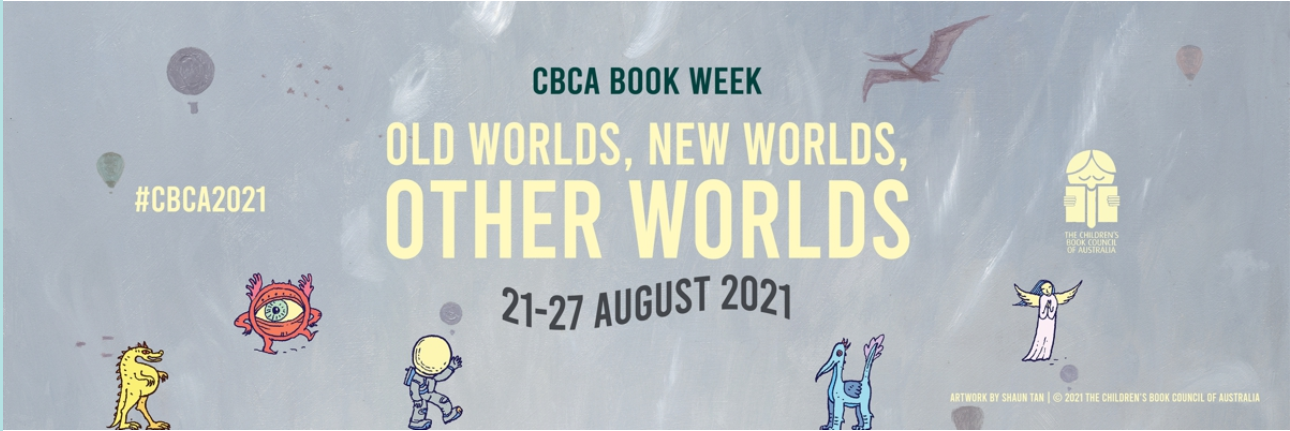 CBCA BOOK WEEK
OLD WORLDS, NEW WORLDS,
OTHER WORLDS
21-27 AUGUST 2021
#CBCA2021
THE CHILDREN'S
BOOK COUNCIL
OF AUSTRALIA
ARTWORK BY SHAUN TAN | © 2021 THE CHILDREN'S BOOK COUNCIL OF AUSTRALIA